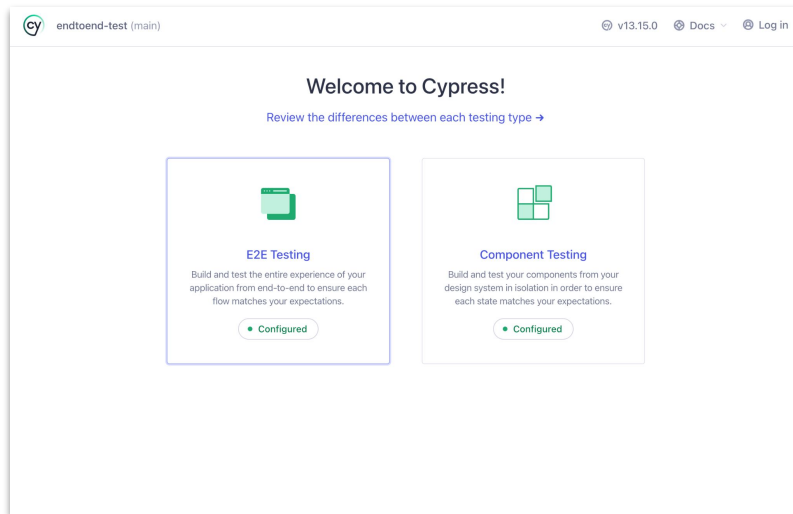 cy endtoend-test (main) cy v13.15.0 Docs Log in
Welcome to Cypress!
Review the differences between each testing type →
E2E Testing
Build and test the entire experience of your
application from end-to-end to ensure each
flow matches your expectations.
Configured
Component Testing
Build and test your components from your
design system in isolation in order to ensure
each state matches your expectations.
Configured